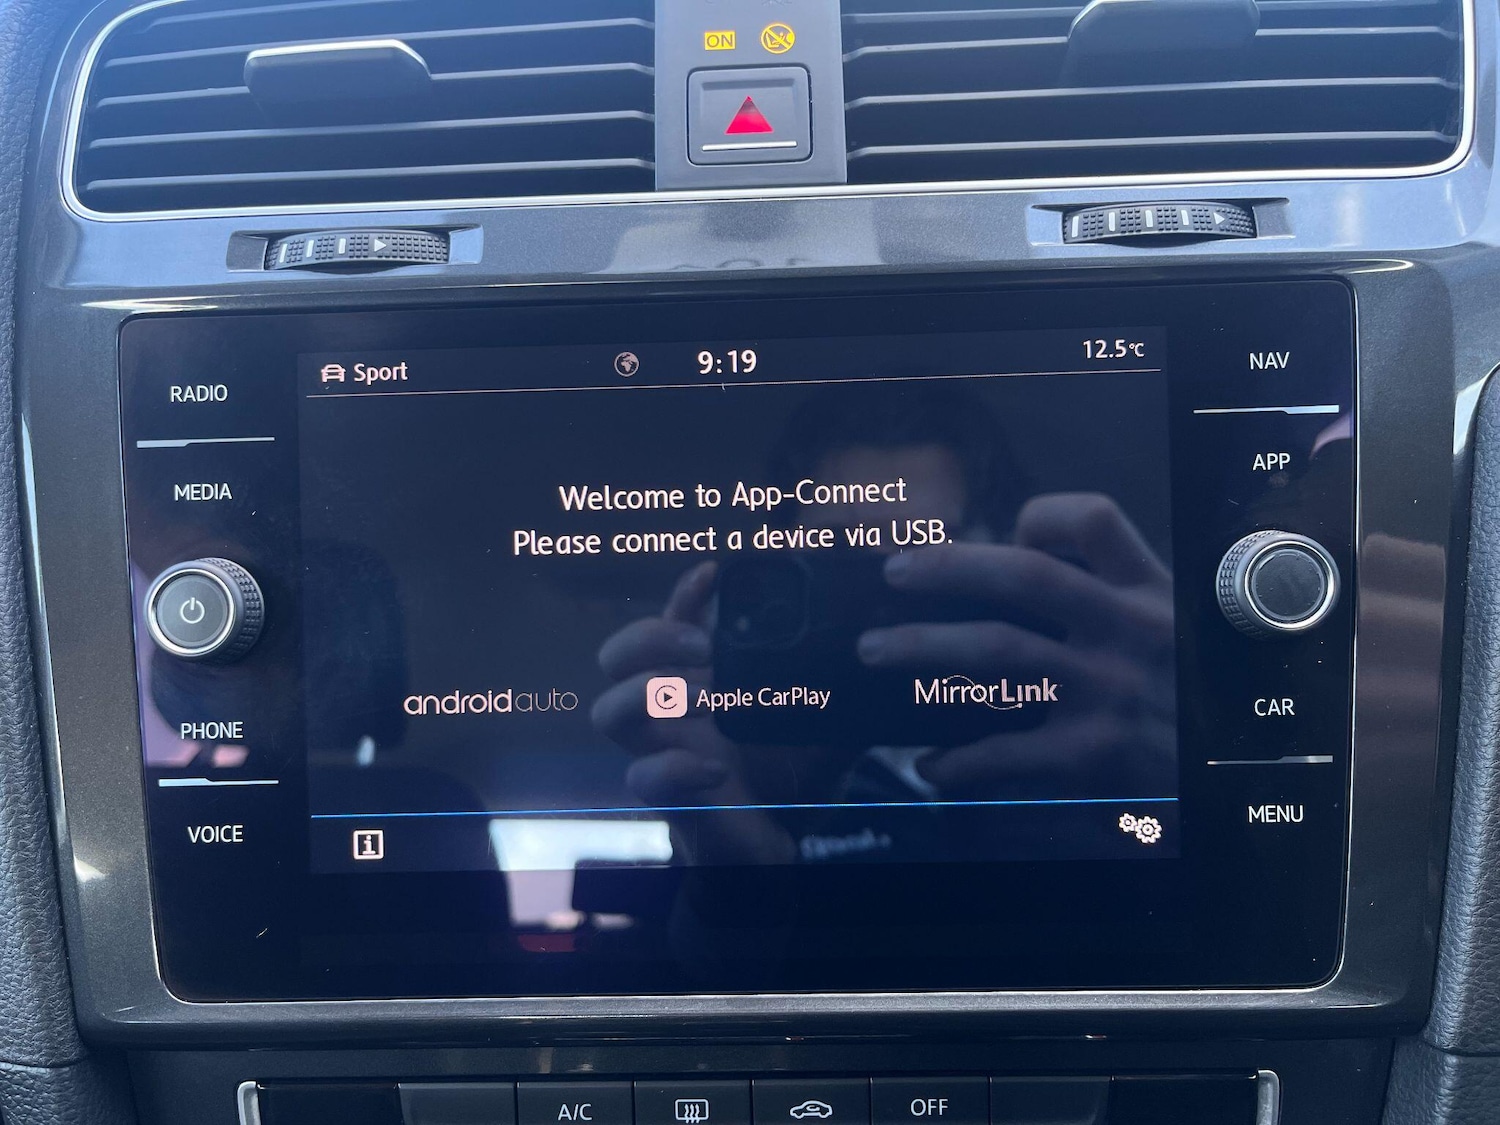 ON
Sport 9:19 12.5°C
RADIO
NAV
MEDIA
APP
Welcome to App-Connect
Please connect a device via USB.
androidauto Apple CarPlay MirrorLink
PHONE
CAR
VOICE
MENU
i
A/C OFF